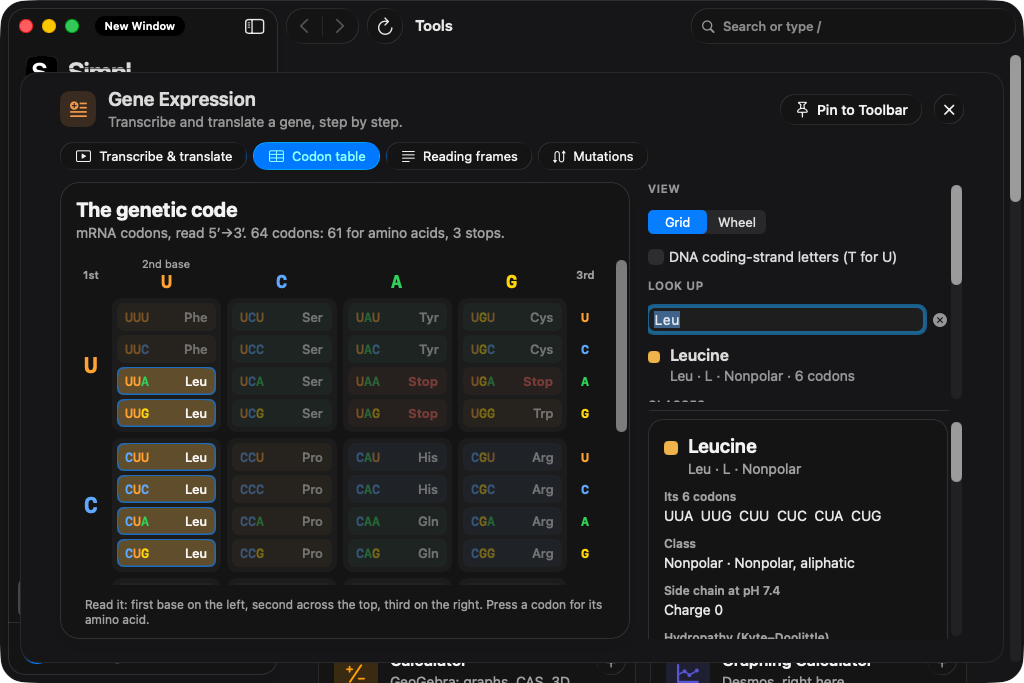 New Window
Tools
Search or type /
Simpl
Gene Expression
Transcribe and translate a gene, step by step.
Pin to Toolbar
Transcribe & translate
Codon table
Reading frames
Mutations
The genetic code
mRNA codons, read 5′→3′. 64 codons: 61 for amino acids, 3 stops.
1st
2nd base
3rd
U C A G
U
UUU Phe UCU Ser UAU Tyr UGU Cys U
UUC Phe UCC Ser UAC Tyr UGC Cys C
UUA Leu UCA Ser UAA Stop UGA Stop A
UUG Leu UCG Ser UAG Stop UGG Trp G
C
CUU Leu CCU Pro CAU His CGU Arg U
CUC Leu CCC Pro CAC His CGC Arg C
CUA Leu CCA Pro CAA Gln CGA Arg A
CUG Leu CCG Pro CAG Gln CGG Arg G
Read it: first base on the left, second across the top, third on the right. Press a codon for its
amino acid.
VIEW
Grid
Wheel
DNA coding-strand letters (T for U)
LOOK UP
Leu
Leucine
Leu · L · Nonpolar · 6 codons
CLASSES
Leucine
Leu · L · Nonpolar
Its 6 codons
UUA UUG CUU CUC CUA CUG
Class
Nonpolar · Nonpolar, aliphatic
Side chain at pH 7.4
Charge 0
Hydropathy (Kyte–Doolittle)
Calculator
GeoGebra: graphs, CAS, 3D
Graphing Calculator
Desmos, right here